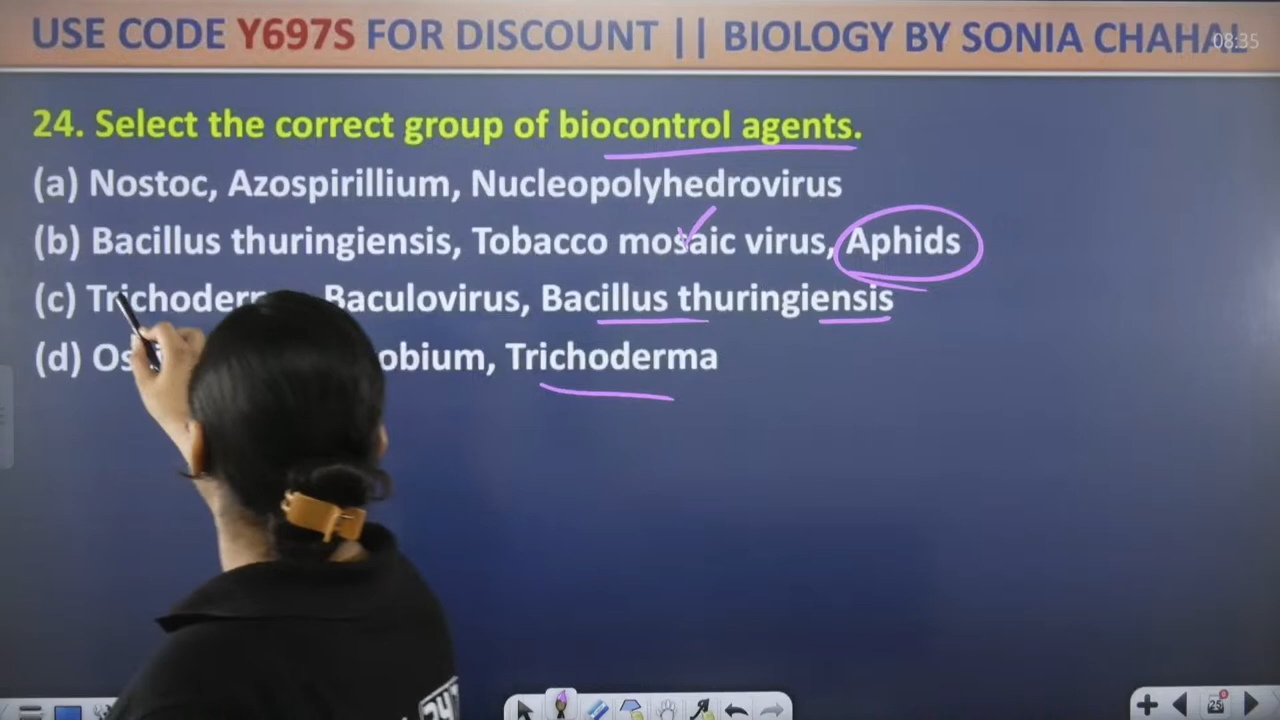 USE CODE Y697S FOR DISCOUNT || BIOLOGY BY SONIA CHAHAL
08:35
24. Select the correct group of biocontrol agents.
(a) Nostoc, Azospirillium, Nucleopolyhedrovirus
(b) Bacillus thuringiensis, Tobacco mosaic virus, Aphids
(c) Baculovirus, Bacillus thuringiensis
(d) Trichoderma
25